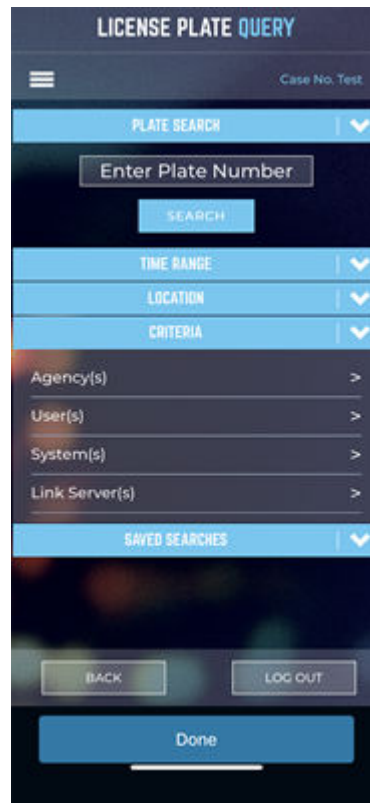 LICENSE PLATE QUERY
Case No. Test
PLATE SEARCH
Enter Plate Number
SEARCH
TIME RANGE
LOCATION
CRITERIA
Agency(s) >
User(s) >
System(s) >
Link Server(s) >
SAVED SEARCHES
BACK LOG OUT
Done